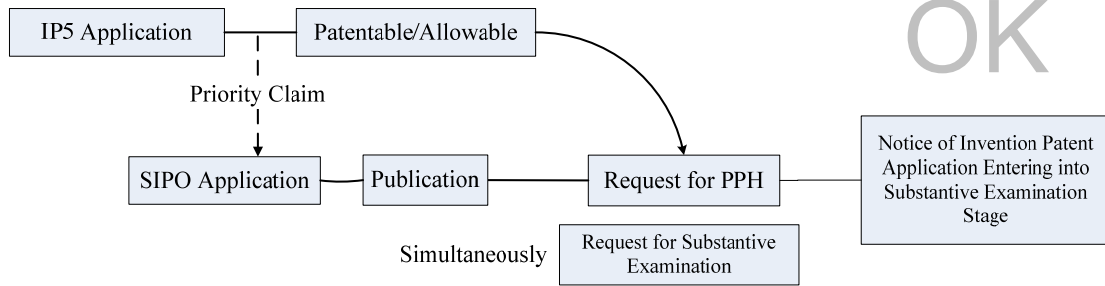 IP5 Application
Patentable/Allowable
OK
Priority Claim
SIPO Application
Publication
Request for PPH
Notice of Invention Patent
Application Entering into
Substantive Examination
Stage
Simultaneously
Request for Substantive
Examination